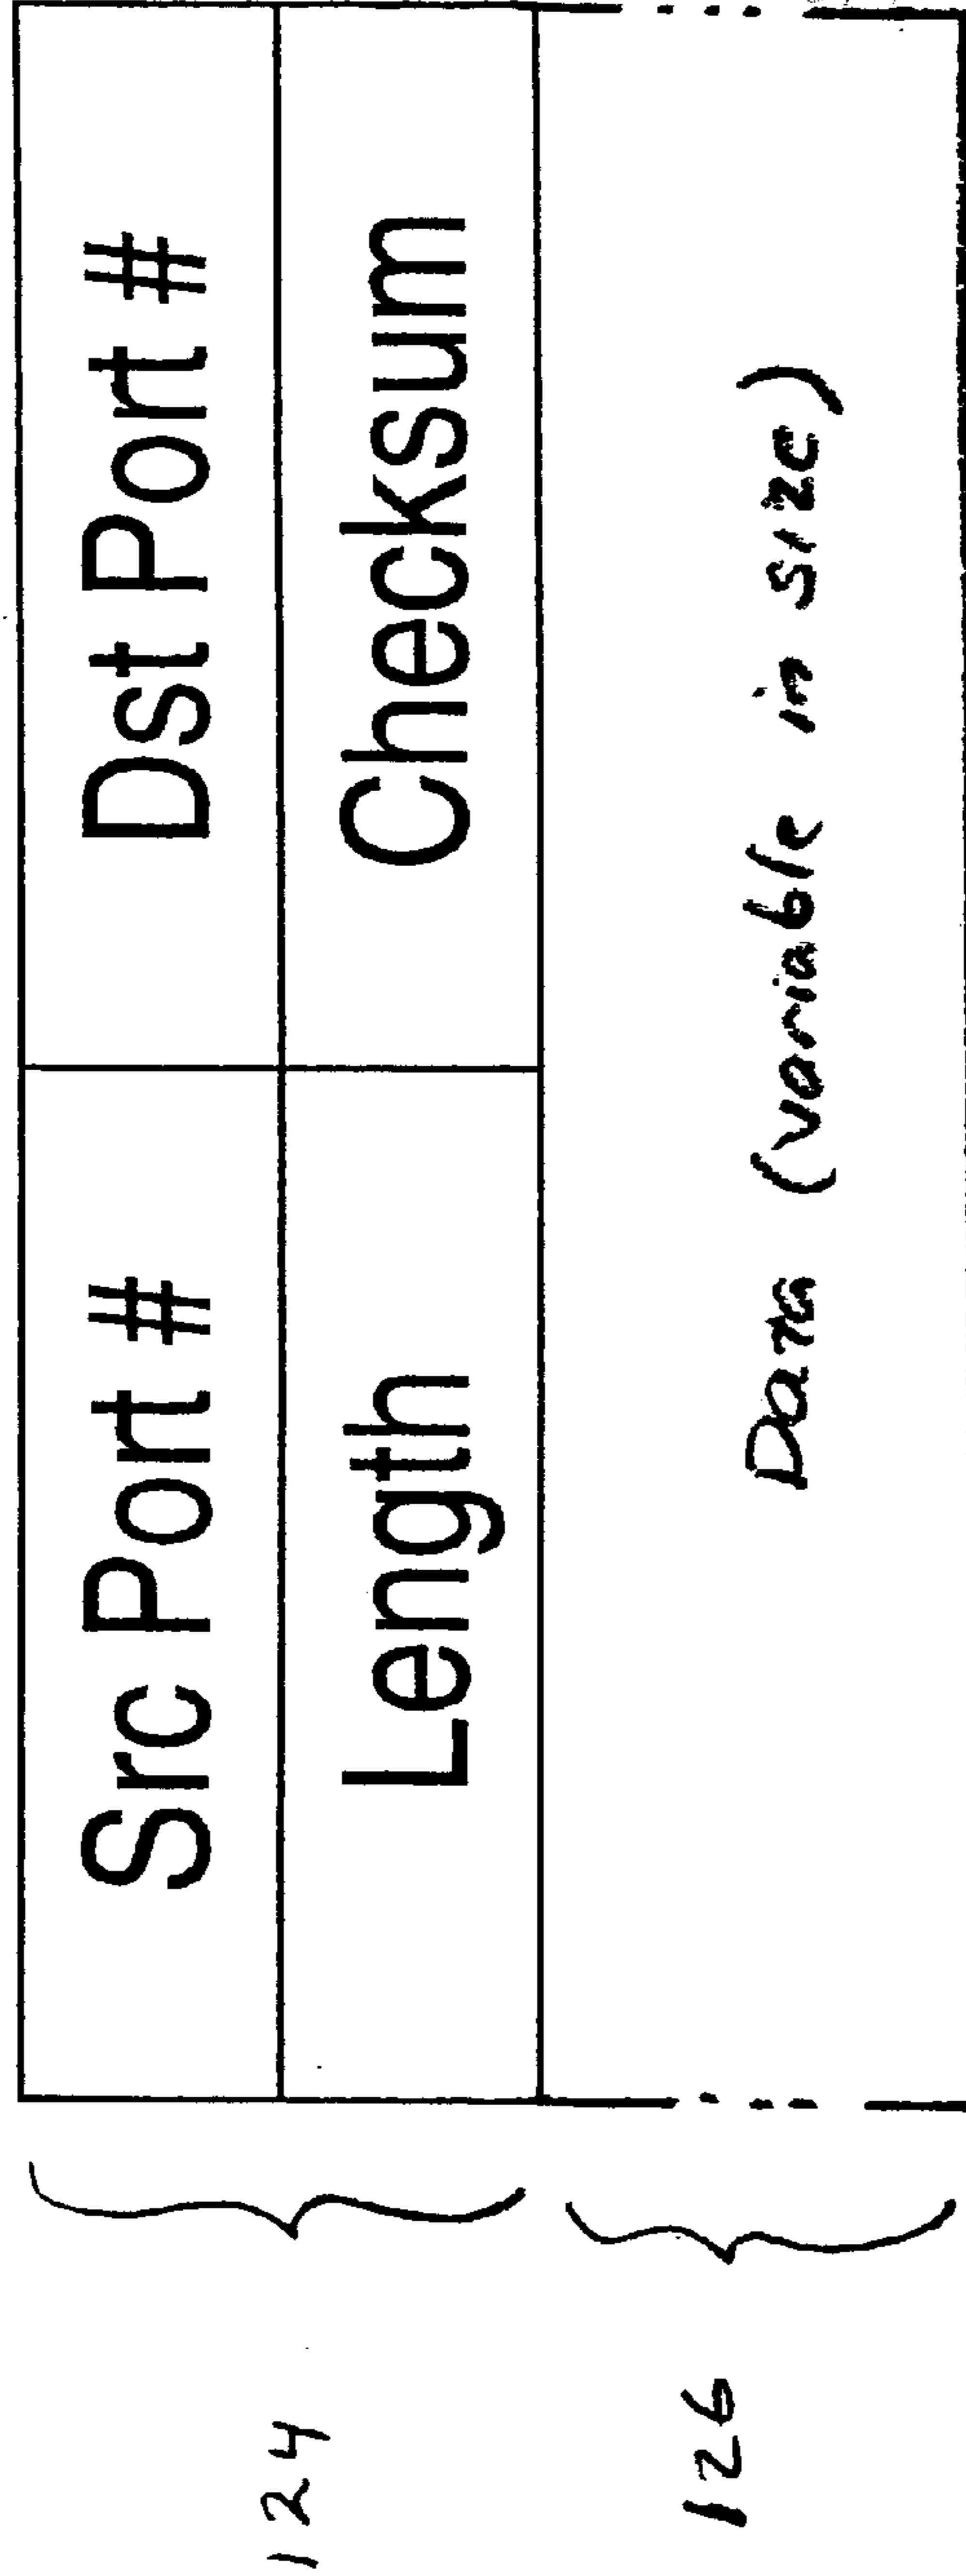 Src Port # Dst Port #
124
Length Checksum
126 Data (variable in size)